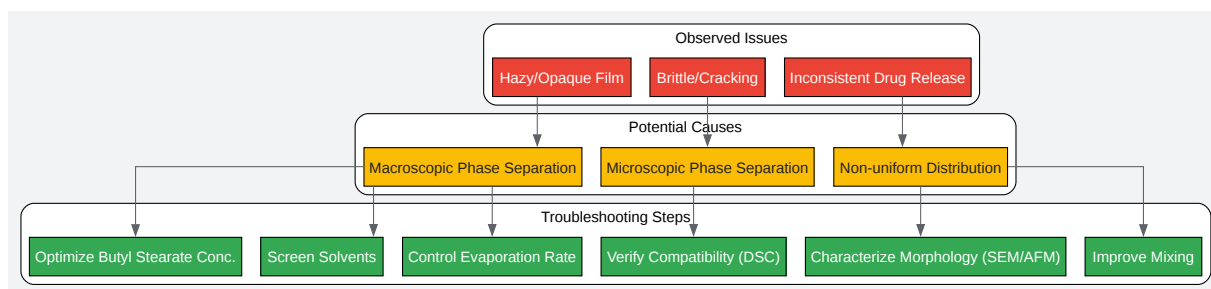 Observed Issues
Hazy/Opaque Film
Brittle/Cracking
Inconsistent Drug Release
Potential Causes
Macroscopic Phase Separation
Microscopic Phase Separation
Non-uniform Distribution
Troubleshooting Steps
Optimize Butyl Stearate Conc.
Screen Solvents
Control Evaporation Rate
Verify Compatibility (DSC)
Characterize Morphology (SEM/AFM)
Improve Mixing